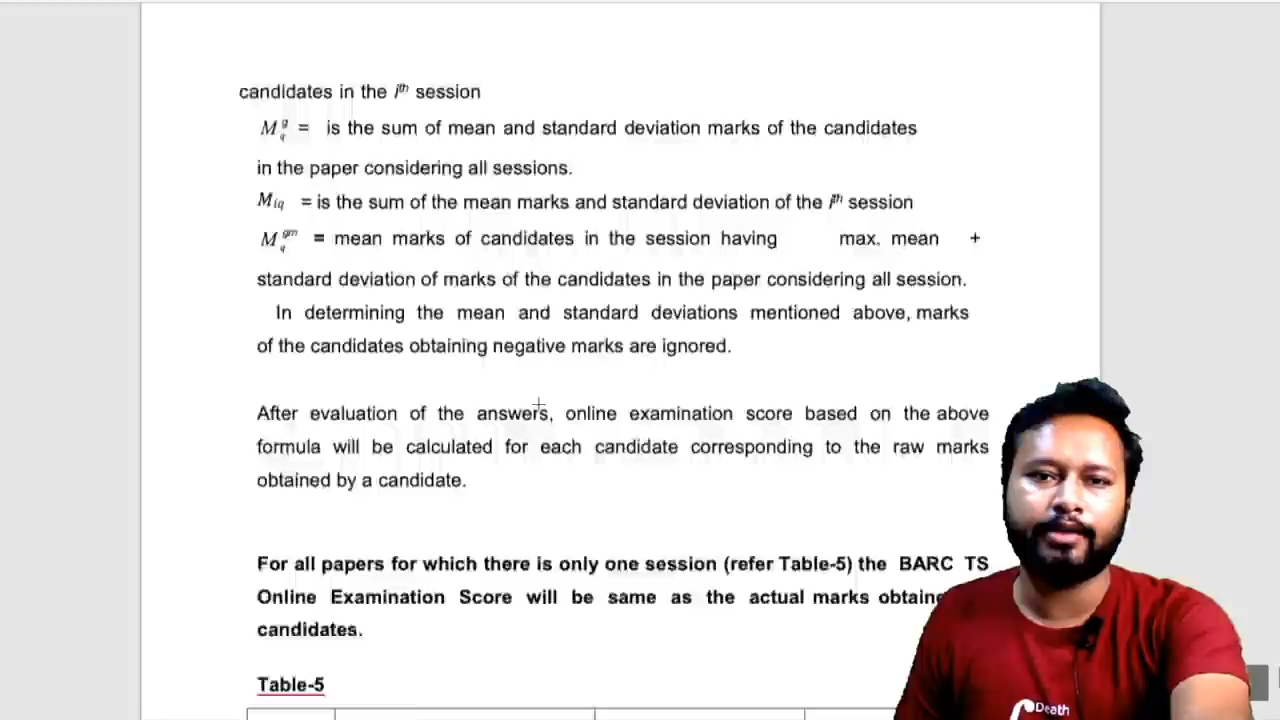 candidates in the iᵗʰ session
M_q^g = is the sum of mean and standard deviation marks of the candidates
in the paper considering all sessions.
M_iq = is the sum of the mean marks and standard deviation of the iᵗʰ session
M_q^gm = mean marks of candidates in the session having max. mean +
standard deviation of marks of the candidates in the paper considering all session.
In determining the mean and standard deviations mentioned above, marks
of the candidates obtaining negative marks are ignored.
After evaluation of the answers, online examination score based on the above
formula will be calculated for each candidate corresponding to the raw marks
obtained by a candidate.
For all papers for which there is only one session (refer Table-5) the BARC TS
Online Examination Score will be same as the actual marks
candidates.
Table-5
Death